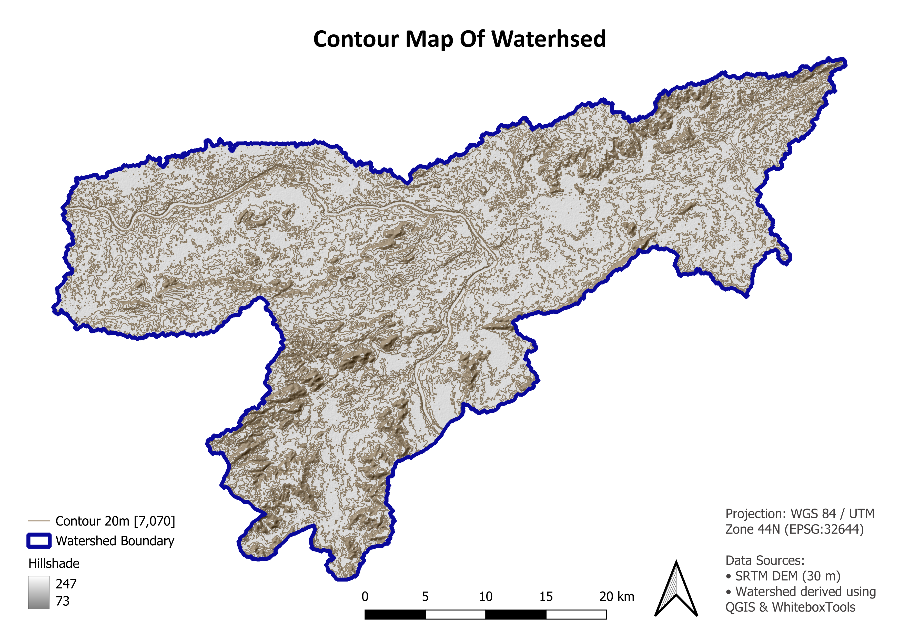 Contour Map Of Waterhsed
Contour 20m [7,070]
Watershed Boundary
Hillshade
247
73
0 5 10 15 20 km
Projection: WGS 84 / UTM
Zone 44N (EPSG:32644)
Data Sources:
• SRTM DEM (30 m)
• Watershed derived using
QGIS & WhiteboxTools